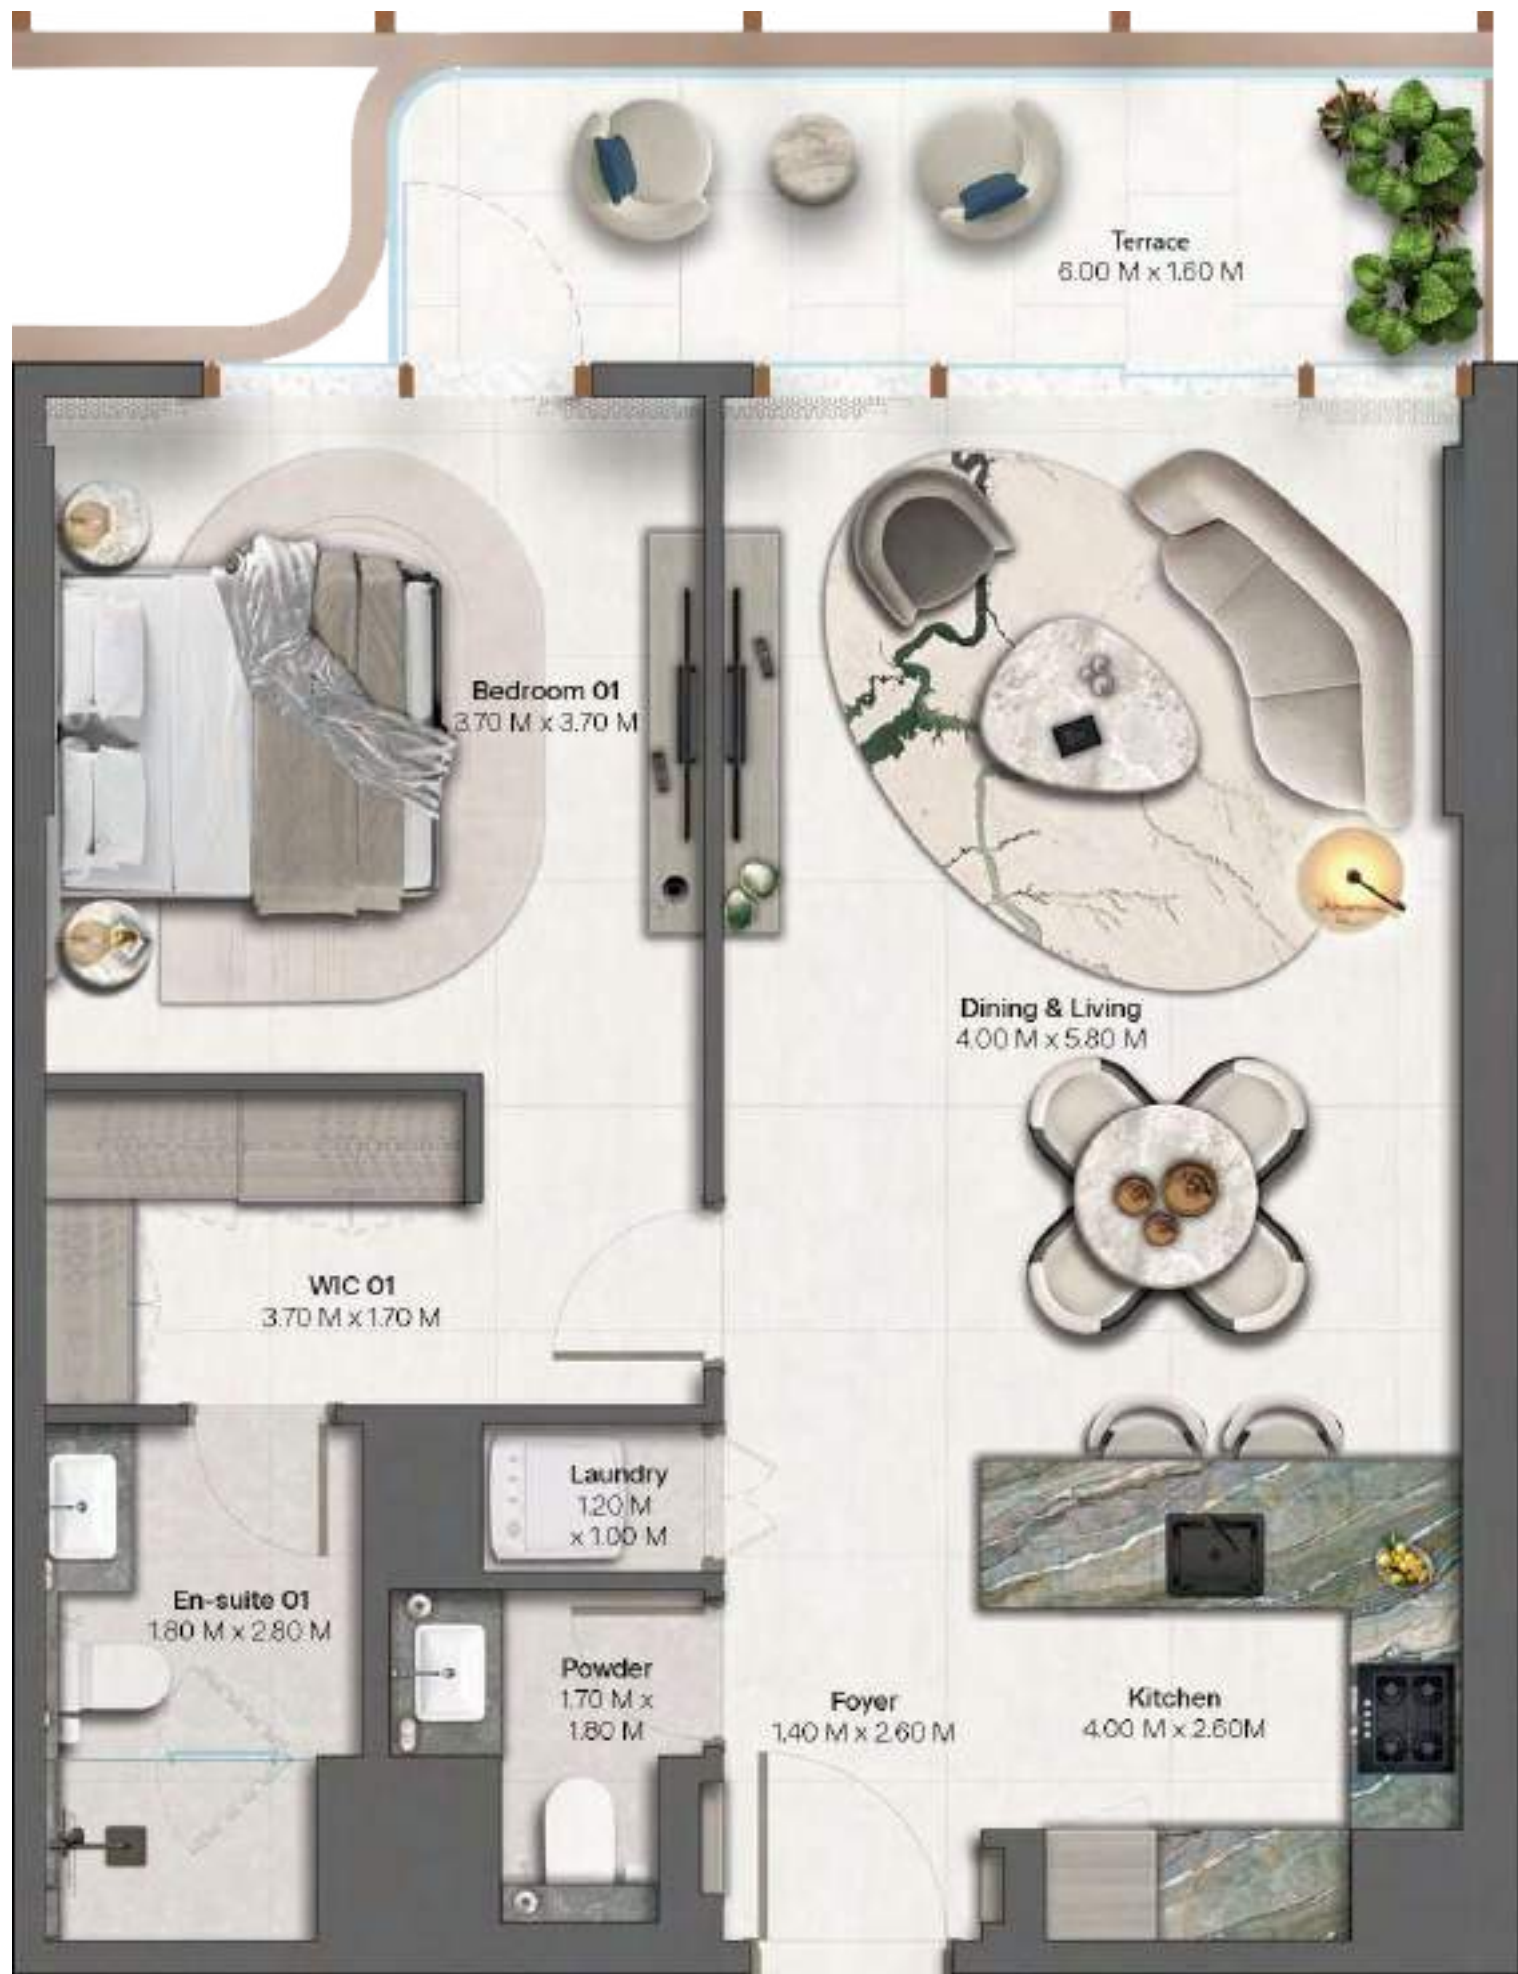 Terrace
6.00 M x 1.60 M
Bedroom 01
3.70 M x 3.70 M
Dining & Living
4.00 M x 5.80 M
WIC 01
3.70 M x 1.70 M
Laundry
1.20 M
x 1.00 M
En-suite 01
1.80 M x 2.80 M
Powder
1.70 M x
1.80 M
Foyer
1.40 M x 2.60 M
Kitchen
4.00 M x 2.60M